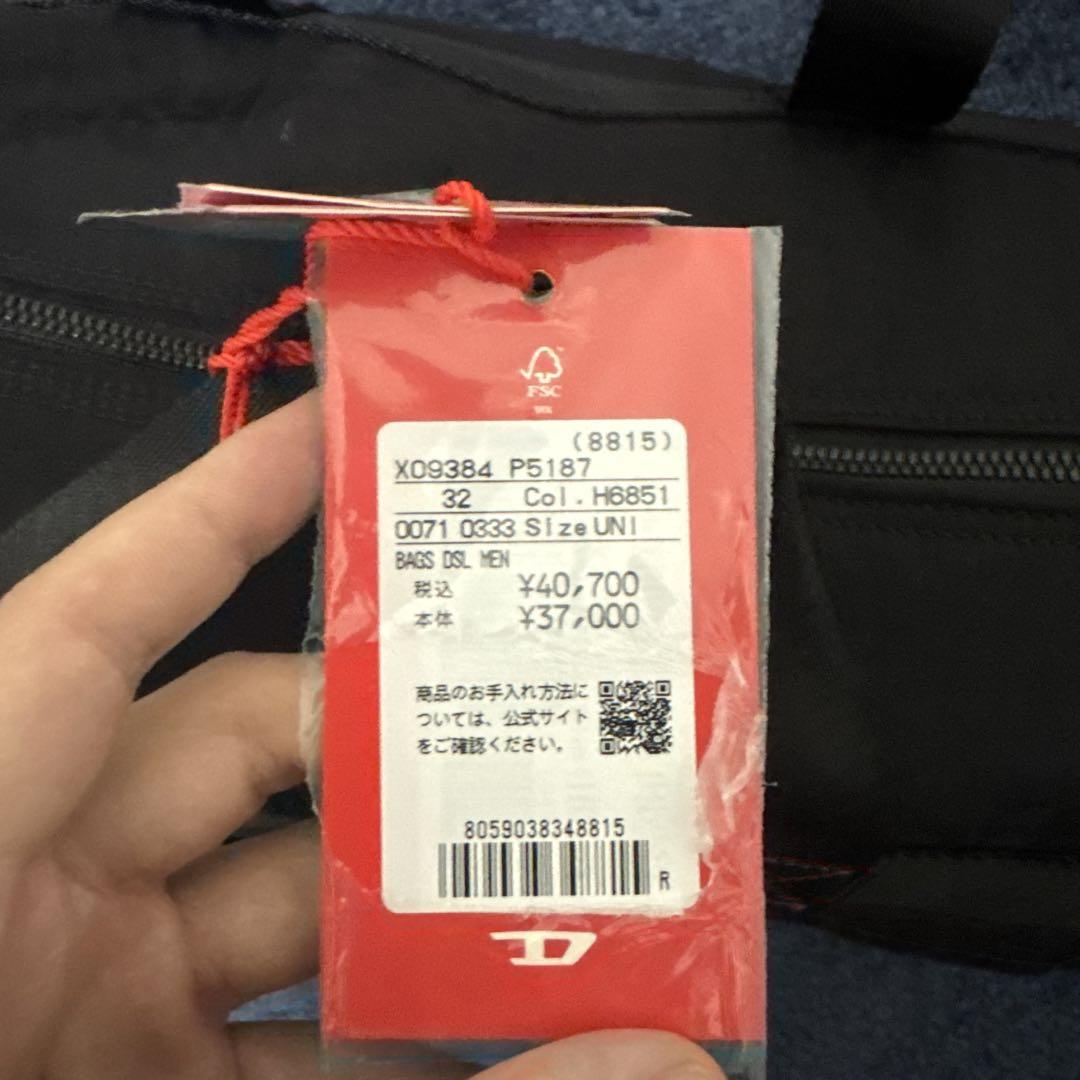 FSC
MIX
(8815)
X09384 P5187
32 Col.H6851
0071 0333 Size UNI
BAGS DSL MEN
税込 ¥40,700
本体 ¥37,000
商品のお手入れ方法に
ついては、公式サイト
をご確認ください。
8059038348815
R